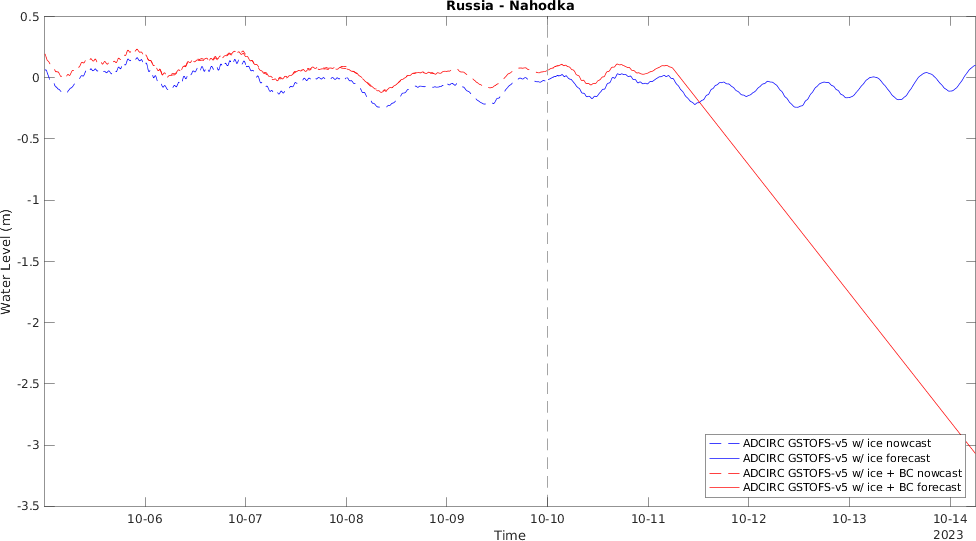 Russia - Nahodka
Water Level (m)
0.5
0
-0.5
-1
-1.5
-2
-2.5
-3
-3.5
10-06
10-07
10-08
10-09
10-10
10-11
10-12
10-13
10-14
2023
Time
ADCIRC GSTOFS-v5 w/ ice nowcast
ADCIRC GSTOFS-v5 w/ ice forecast
ADCIRC GSTOFS-v5 w/ ice + BC nowcast
ADCIRC GSTOFS-v5 w/ ice + BC forecast